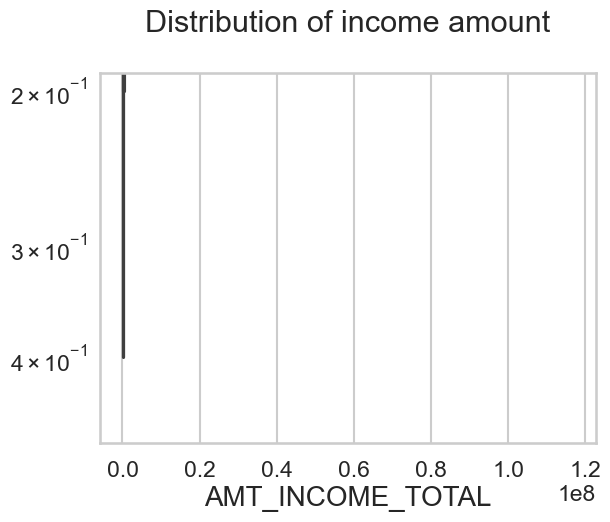 Distribution of income amount
2 × 10⁻¹
3 × 10⁻¹
4 × 10⁻¹
0.0 0.2 0.4 0.6 0.8 1.0 1.2
1e8
AMT_INCOME_TOTAL